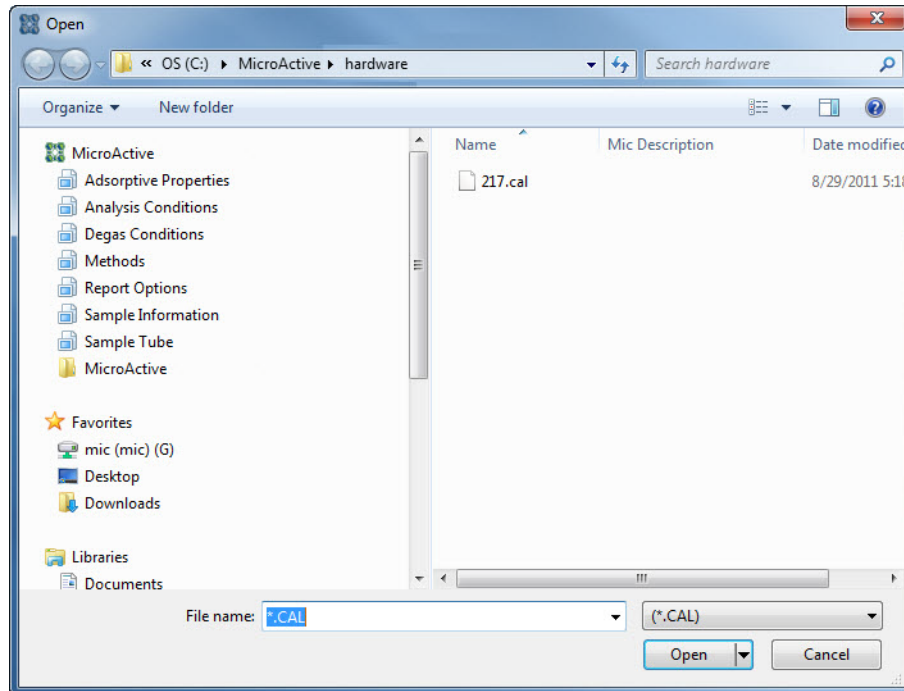 Open
« OS (C:) MicroActive hardware
Search hardware
Organize New folder
Name Mic Description Date modified
217.cal 8/29/2011 5:18
MicroActive
Adsorptive Properties
Analysis Conditions
Degas Conditions
Methods
Report Options
Sample Information
Sample Tube
MicroActive
Favorites
mic (mic) (G)
Desktop
Downloads
Libraries
Documents
File name: *.CAL (*.CAL)
Open Cancel